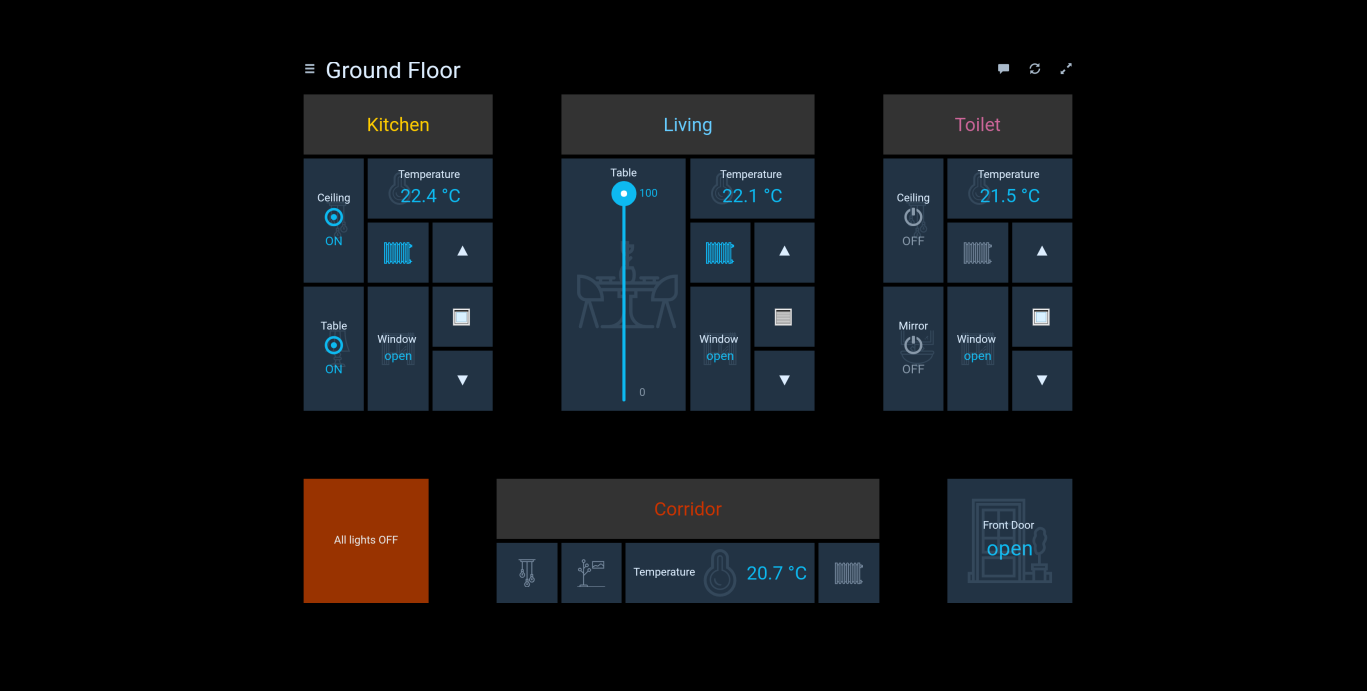 Ground Floor
Kitchen
Ceiling
ON
Temperature
22.4 °C
Table
ON
Window
open
Living
Table
100
0
Temperature
22.1 °C
Window
open
Toilet
Ceiling
OFF
Temperature
21.5 °C
Mirror
OFF
Window
open
All lights OFF
Corridor
Temperature
20.7 °C
Front Door
open